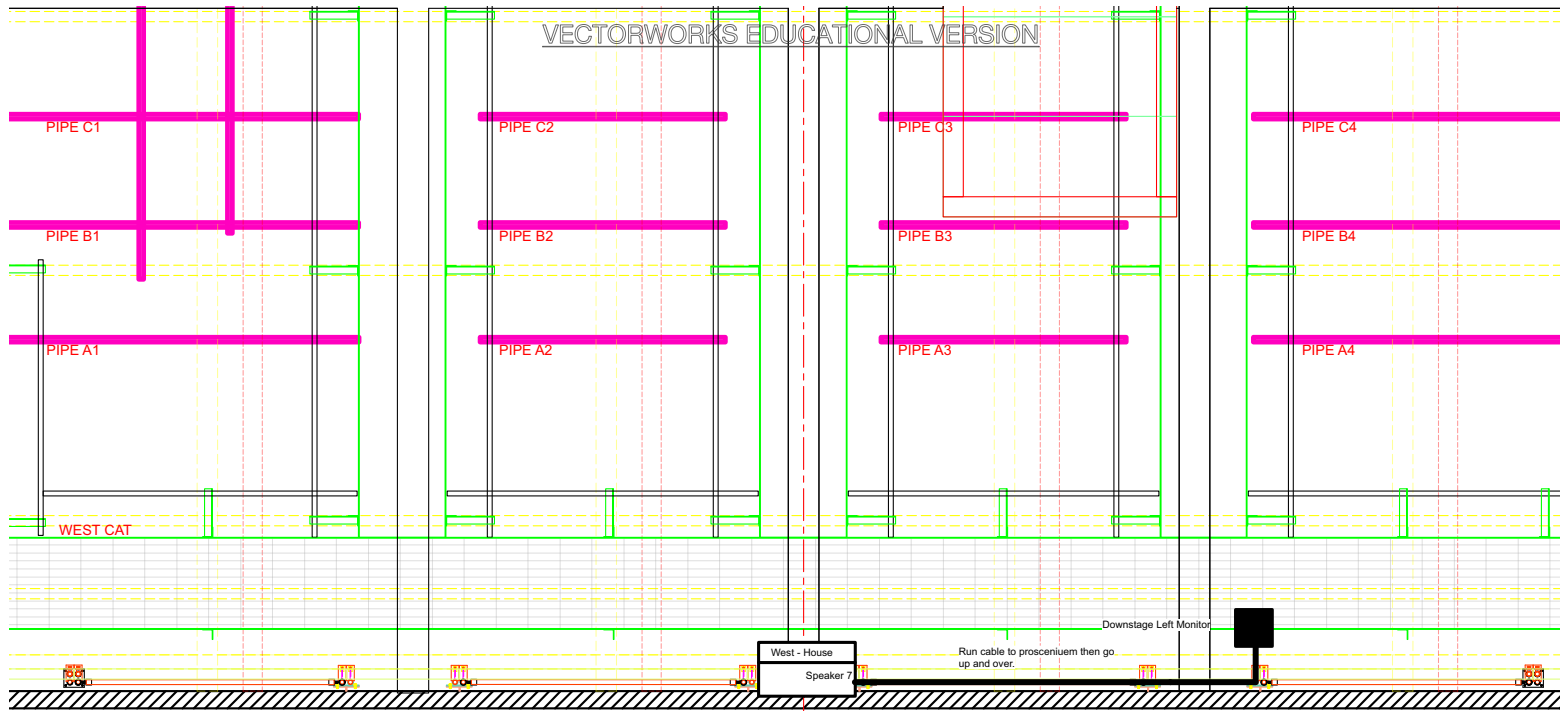 VECTORWORKS EDUCATIONAL VERSION
PIPE C1
PIPE C2
PIPE C3
PIPE C4
PIPE B1
PIPE B2
PIPE B3
PIPE B4
PIPE A1
PIPE A2
PIPE A3
PIPE A4
WEST CAT
Downstage Left Monitor
West - House
Speaker 7
Run cable to prosceniuem then go
up and over.